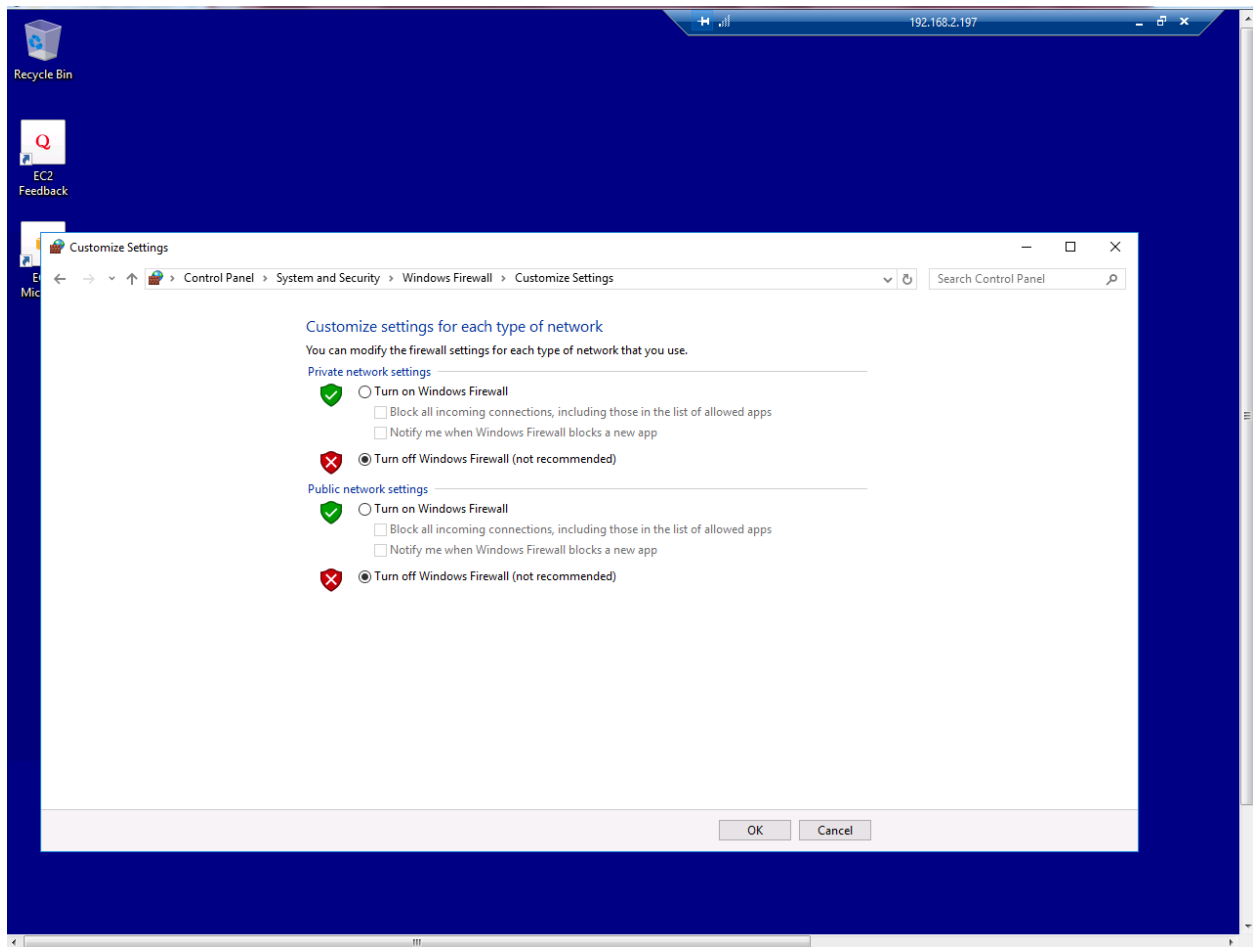 192.168.2.197
Recycle Bin
Q
EC2
Feedback
Customize Settings
Control Panel > System and Security > Windows Firewall > Customize Settings
Search Control Panel
Mic
Customize settings for each type of network
You can modify the firewall settings for each type of network that you use.
Private network settings
Turn on Windows Firewall
Block all incoming connections, including those in the list of allowed apps
Notify me when Windows Firewall blocks a new app
Turn off Windows Firewall (not recommended)
Public network settings
Turn on Windows Firewall
Block all incoming connections, including those in the list of allowed apps
Notify me when Windows Firewall blocks a new app
Turn off Windows Firewall (not recommended)
OK
Cancel